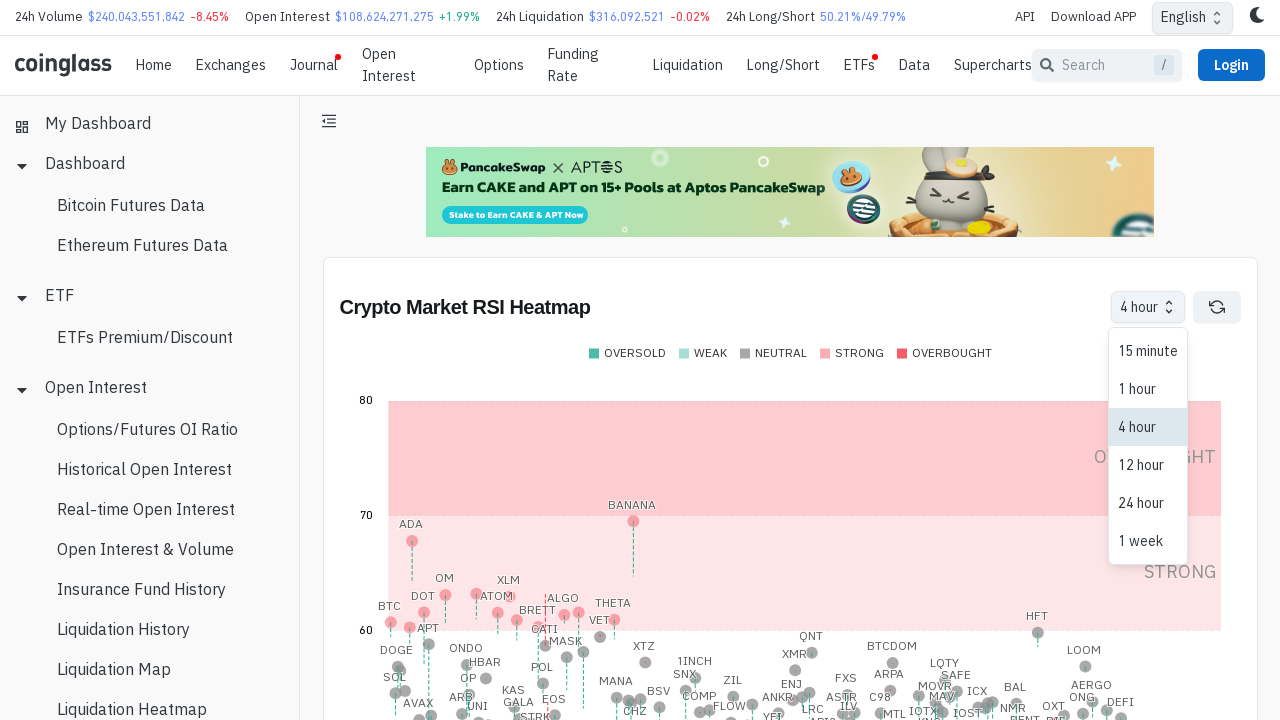 24h Volume $240,043,551,842 -8.45% Open Interest $108,624,271,275 +1.99% 24h Liquidation $316,092,521 -0.02% 24h Long/Short 50.21%/49.79% API Download APP English
coinglass Home Exchanges Journal Open Interest Options Funding Rate Liquidation Long/Short ETFs Data Supercharts Search / Login
My Dashboard
Dashboard
Bitcoin Futures Data
Ethereum Futures Data
ETF
ETFs Premium/Discount
Open Interest
Options/Futures OI Ratio
Historical Open Interest
Real-time Open Interest
Open Interest & Volume
Insurance Fund History
Liquidation History
Liquidation Map
Liquidation Heatmap
PancakeSwap × APTOS
Earn CAKE and APT on 15+ Pools at Aptos PancakeSwap
Stake to Earn CAKE & APT Now
Crypto Market RSI Heatmap
4 hour
15 minute
1 hour
4 hour
12 hour
24 hour
1 week
OVERSOLD WEAK NEUTRAL STRONG OVERBOUGHT
80
70
BANANA
ADA
STRONG
OM XLM
DOT ATOM ALGO THETA
BTC BRETT VET HFT
60
APT CATI MASK QNT
DOGE ONDO XTZ XMR BTCDOM LOOM
HBAR POL 1INCH LQTY
SOL OP MANA SNX ZIL ENJ FXS ARPA SAFE
KAS BSV COMP ANKR ASTR C98 MOVR ICX BAL AERGO
AVAX ARB UNI GALA EOS CHZ FLOW LRC ILV MAV ONG DEFI
STRK YFI MTL IOTX IOST NMR OXT